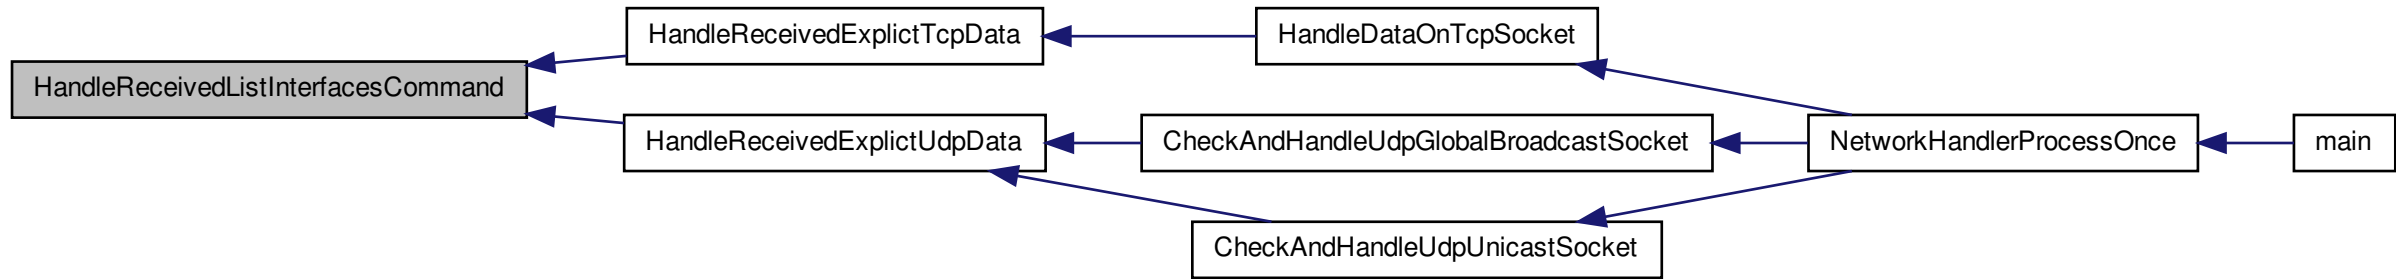 HandleReceivedListInterfacesCommand
HandleReceivedExplictTcpData
HandleDataOnTcpSocket
HandleReceivedExplictUdpData
CheckAndHandleUdpGlobalBroadcastSocket
CheckAndHandleUdpUnicastSocket
NetworkHandlerProcessOnce
main